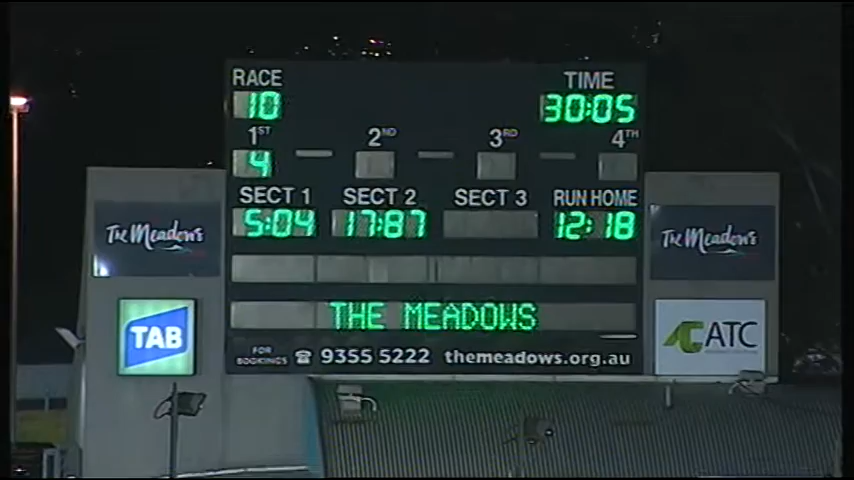 RACE TIME
10 30:05
1ST 2ND 3RD 4TH
4
SECT 1 SECT 2 SECT 3 RUN HOME
5:04 17:87 12:18
The Meadows
The Meadows
THE MEADOWS
TAB
ATC
FOR BOOKINGS ☎ 9355 5222 themeadows.org.au